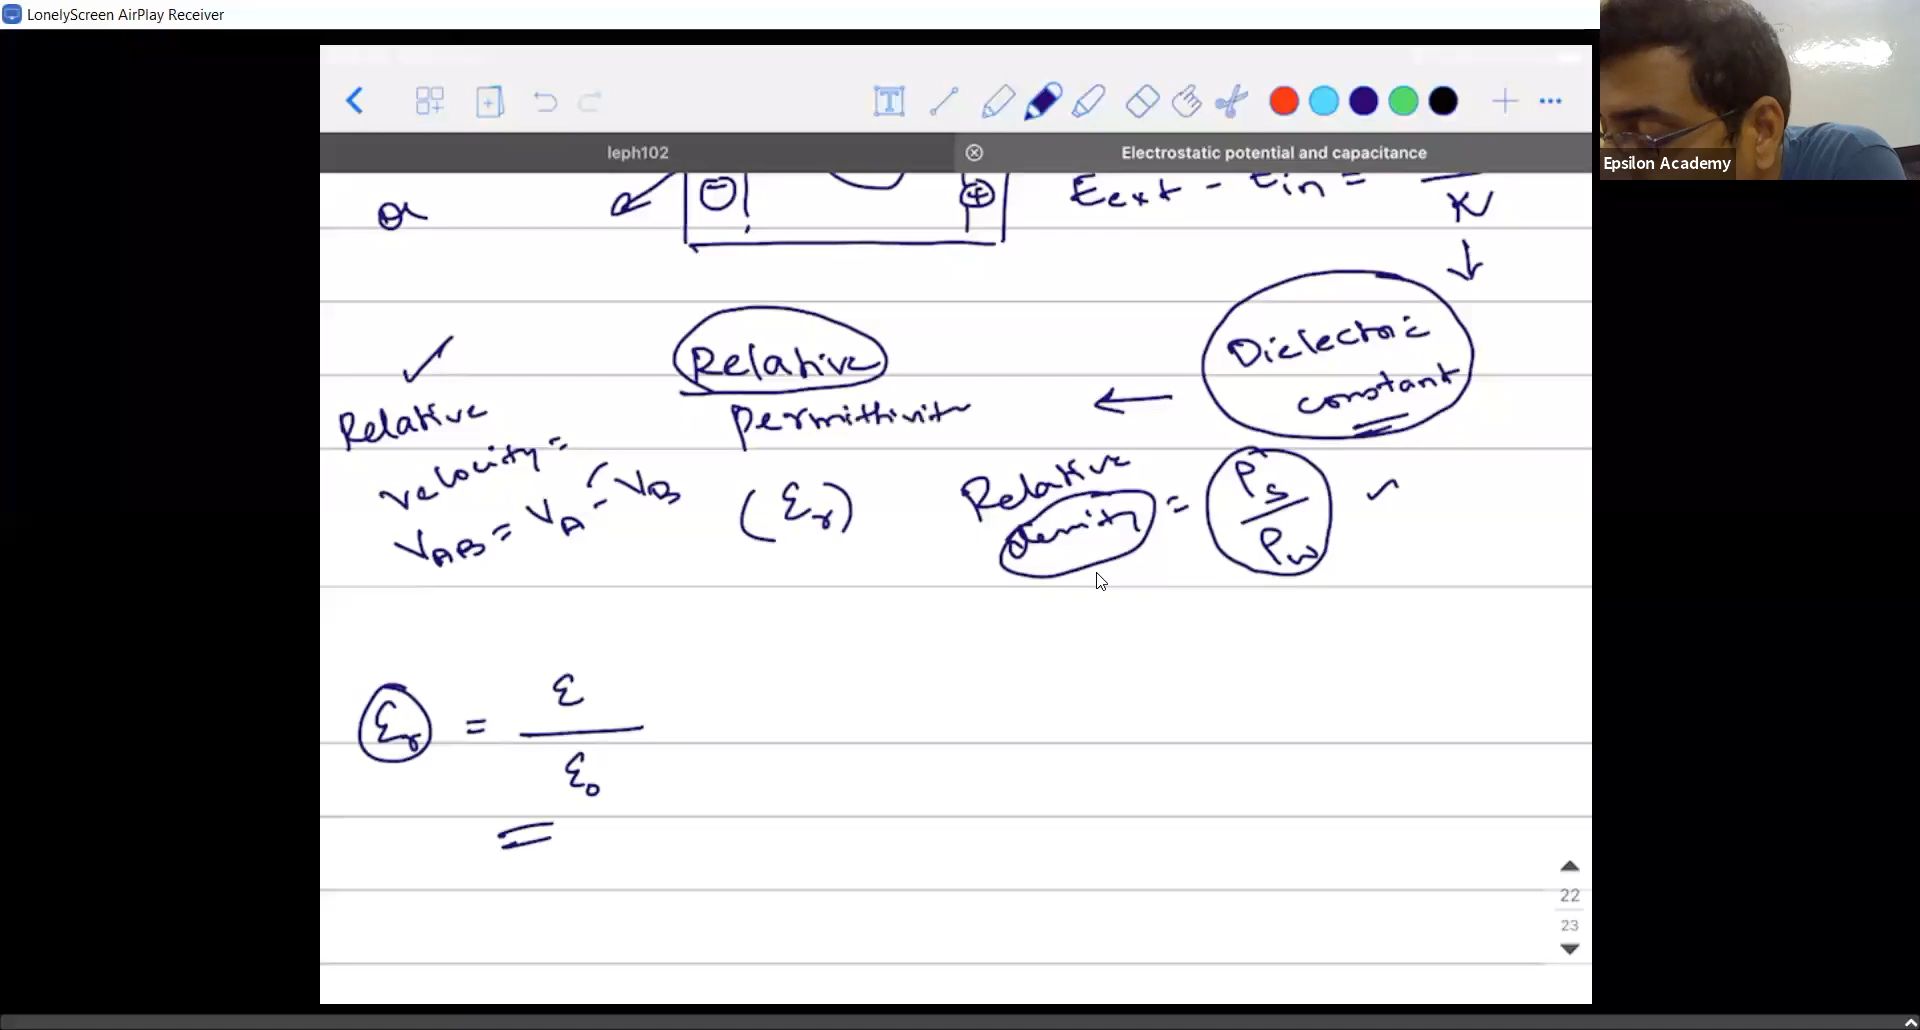 LonelyScreen AirPlay Receiver
Epsilon Academy
T
leph102
Electrostatic potential and capacitance
or
Eext - Ein =
K
Dielectric
constant
Relative
permittivity
(εr)
Relative
velocity =
VAB = VA - VB
Relative
density = ρs / ρw
εr = ε / ε0
22
23